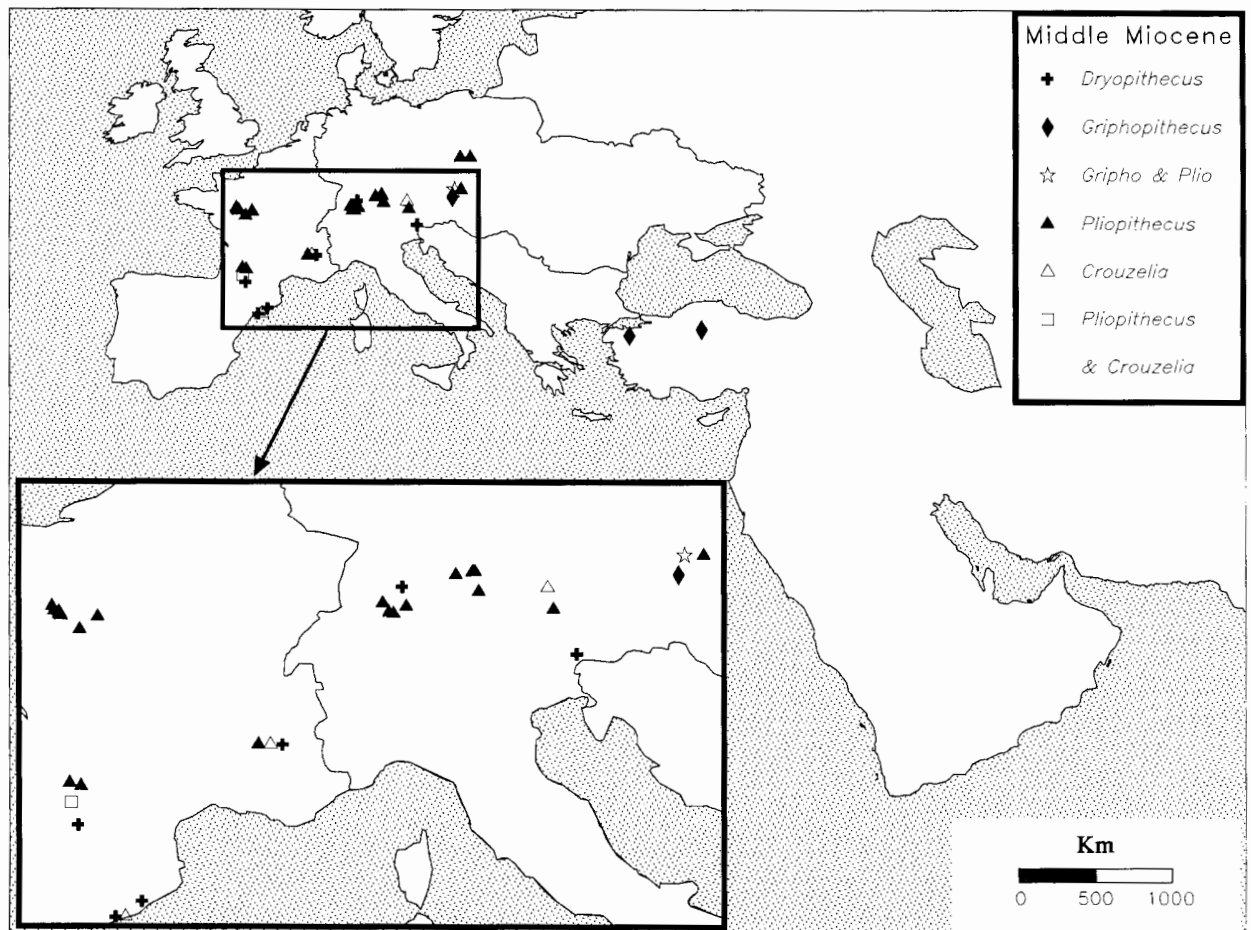 Middle Miocene
Dryopithecus
Griphopithecus
Gripho & Plio
Pliopithecus
Crouzelia
Pliopithecus
& Crouzelia
Km
0 500 1000